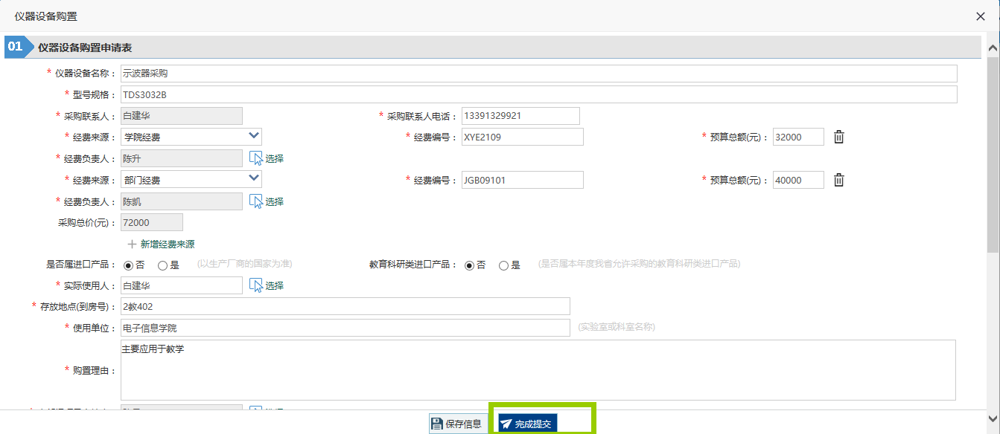 仪器设备购置
01 仪器设备购置申请表
* 仪器设备名称： 示波器采购
* 型号规格： TDS3032B
* 采购联系人： 白建华 * 采购联系人电话： 13391329921
* 经费来源： 学院经费 * 经费编号： XYE2109 * 预算总额(元)： 32000
* 经费负责人： 陈升 选择
* 经费来源： 部门经费 * 经费编号： JGB09101 * 预算总额(元)： 40000
* 经费负责人： 陈凯 选择
采购总价(元)： 72000
新增经费来源
是否属进口产品： 否 是 (以生产厂商的国家为准) 教育科研类进口产品： 否 是 (是否属本年度我省允许采购的教育科研类进口产品)
* 实际使用人： 白建华 选择
* 存放地点(到房号)： 2教402
* 使用单位： 电子信息学院 (实验室或科室名称)
主要应用于教学
* 购置理由：
保存信息 完成提交